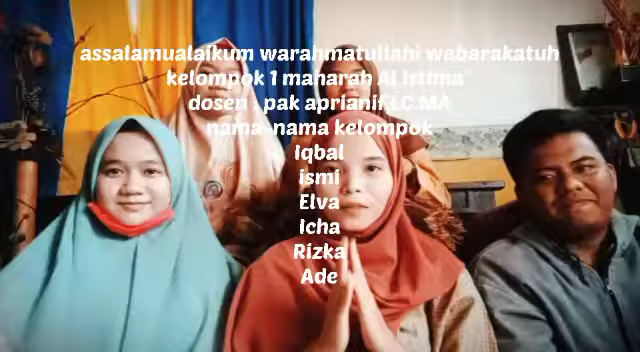 assalamualaikum warahmatullahi wabarakatuh
kelompok 1 maharah Al Istima'
dosen : pak aprianif LC.MA
nama-nama kelompok
Iqbal
ismi
Elva
Icha
Rizka
Ade